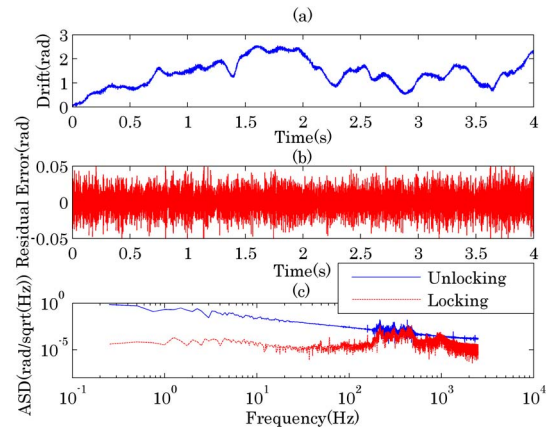 (a)
Drift(rad)
3
2
1
0
0 0.5 1 1.5 2 2.5 3 3.5 4
Time(s)
(b)
Residual Error(rad)
0.05
0
-0.05
0 0.5 1 1.5 2 2.5 3 3.5 4
Time(s)
Unlocking
Locking
(c)
ASD(rad/sqrt(Hz))
10^0
10^-5
10^-1 10^0 10^1 10^2 10^3 10^4
Frequency(Hz)